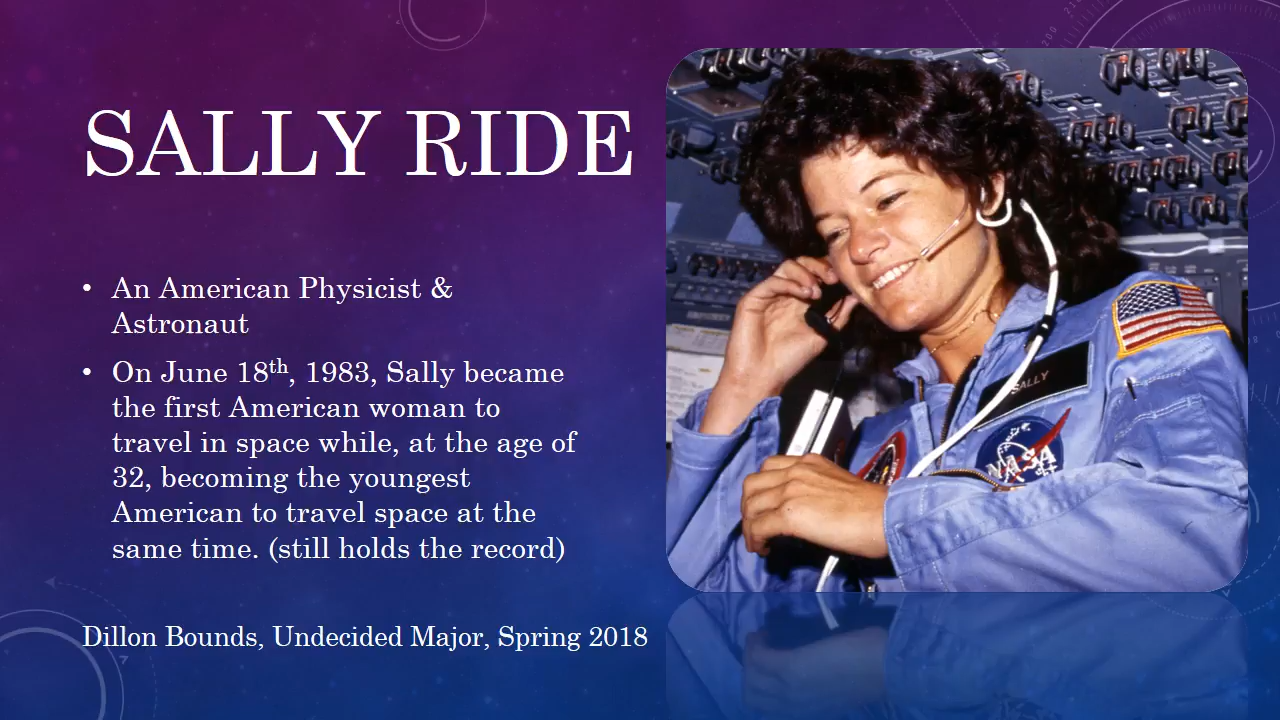 SALLY RIDE
• An American Physicist &
Astronaut
• On June 18th, 1983, Sally became
the first American woman to
travel in space while, at the age of
32, becoming the youngest
American to travel space at the
same time. (still holds the record)
Dillon Bounds, Undecided Major, Spring 2018
SALLY
NASA